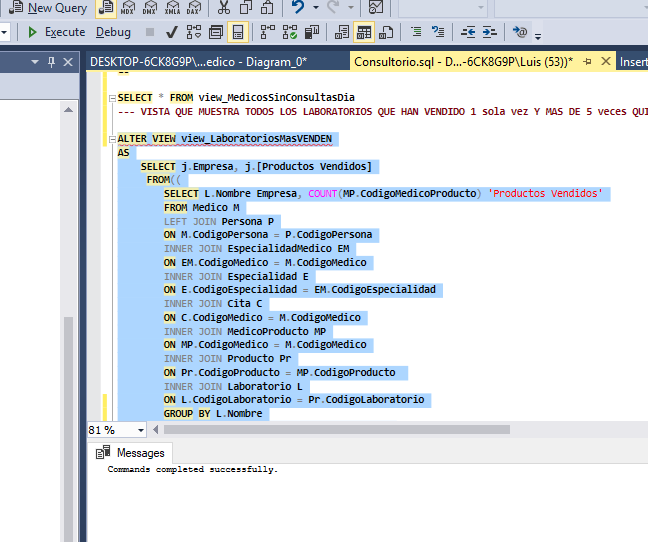 New Query MDX DMX XMLA DAX
Execute Debug
DESKTOP-6CK8G9P\...edico - Diagram_0* Consultorio.sql - D...-6CK8G9P\Luis (53))* Insert
SELECT * FROM view_MedicosSinConsultasDia
--- VISTA QUE MUESTRA TODOS LOS LABORATORIOS QUE HAN VENDIDO 1 sola vez Y MAS DE 5 veces QUI
ALTER VIEW view_LaboratoriosMasVENDEN
AS
SELECT j.Empresa, j.[Productos Vendidos]
FROM((
SELECT L.Nombre Empresa, COUNT(MP.CodigoMedicoProducto) 'Productos Vendidos'
FROM Medico M
LEFT JOIN Persona P
ON M.CodigoPersona = P.CodigoPersona
INNER JOIN EspecialidadMedico EM
ON EM.CodigoMedico = M.CodigoMedico
INNER JOIN Especialidad E
ON E.CodigoEspecialidad = EM.CodigoEspecialidad
INNER JOIN Cita C
ON C.CodigoMedico = M.CodigoMedico
INNER JOIN MedicoProducto MP
ON MP.CodigoMedico = M.CodigoMedico
INNER JOIN Producto Pr
ON Pr.CodigoProducto = MP.CodigoProducto
INNER JOIN Laboratorio L
ON L.CodigoLaboratorio = Pr.CodigoLaboratorio
GROUP BY L.Nombre
81 %
Messages
Commands completed successfully.